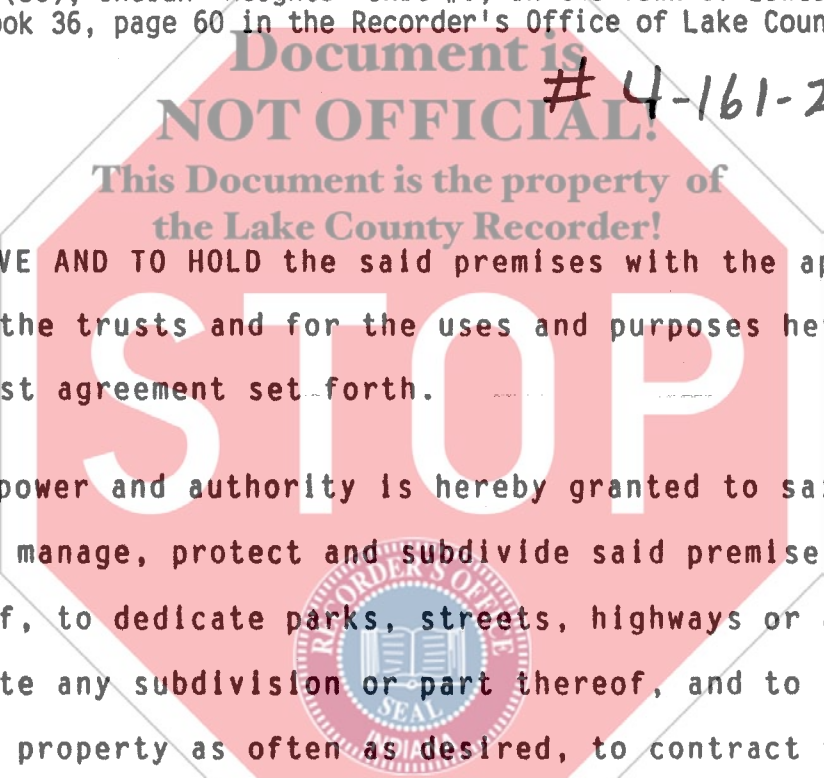 ook 36, page 60 in the Recorder's Office of Lake Coun
Document is
NOT OFFICIAL!
# 4-161-2
This Document is the property of
the Lake County Recorder!
VE AND TO HOLD the said premises with the ap
the trusts and for the uses and purposes he
st agreement set forth.
STOP
power and authority is hereby granted to sa
manage, protect and subdivide said premise
f, to dedicate parks, streets, highways or
te any subdivision or part thereof, and to
property as often as desired, to contract
RECORDER'S OFFICE
SEAL
INDIANA